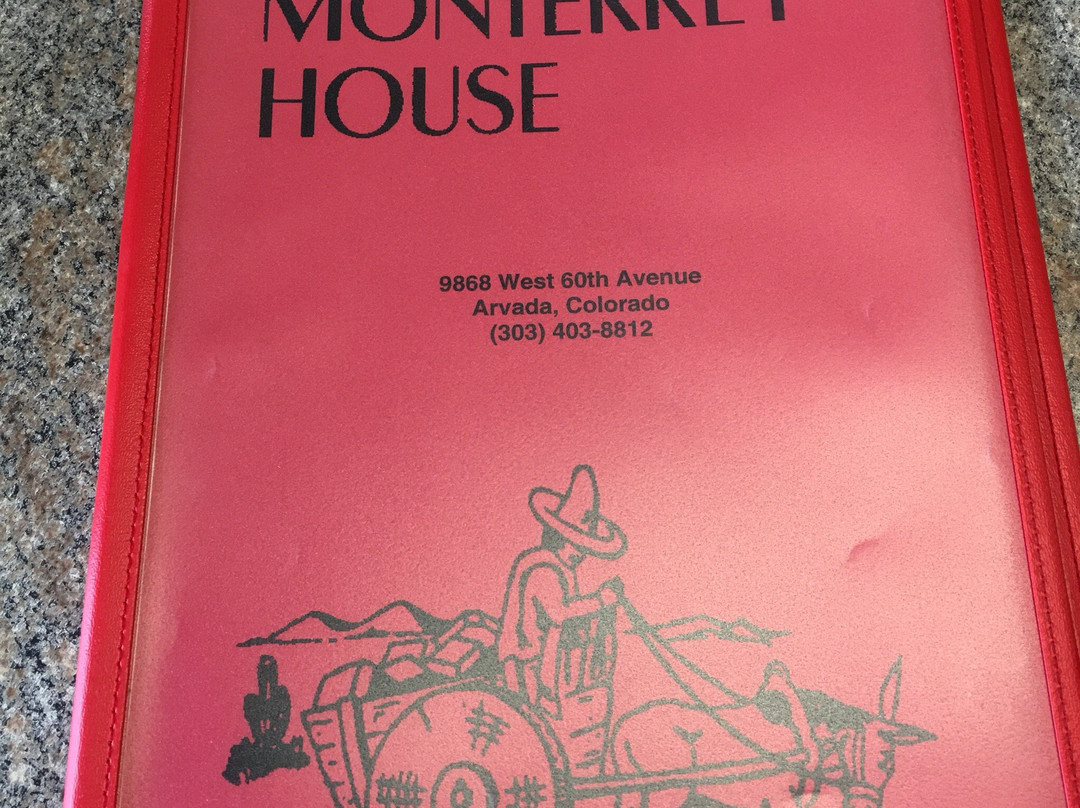 MONTERREY
HOUSE
9868 West 60th Avenue
Arvada, Colorado
(303) 403-8812